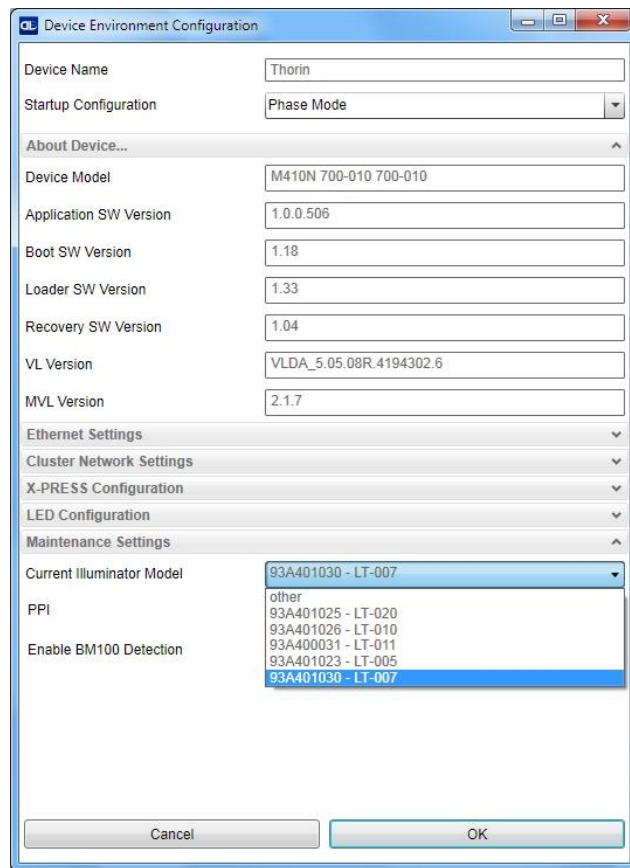 DL Device Environment Configuration
Device Name Thorin
Startup Configuration Phase Mode
About Device...
Device Model M410N 700-010 700-010
Application SW Version 1.0.0.506
Boot SW Version 1.18
Loader SW Version 1.33
Recovery SW Version 1.04
VL Version VLDA_5.05.08R.4194302.6
MVL Version 2.1.7
Ethernet Settings
Cluster Network Settings
X-PRESS Configuration
LED Configuration
Maintenance Settings
Current Illuminator Model 93A401030 - LT-007
other
PPI
93A401025 - LT-020
93A401026 - LT-010
93A400031 - LT-011
Enable BM100 Detection
93A401023 - LT-005
93A401030 - LT-007
Cancel OK